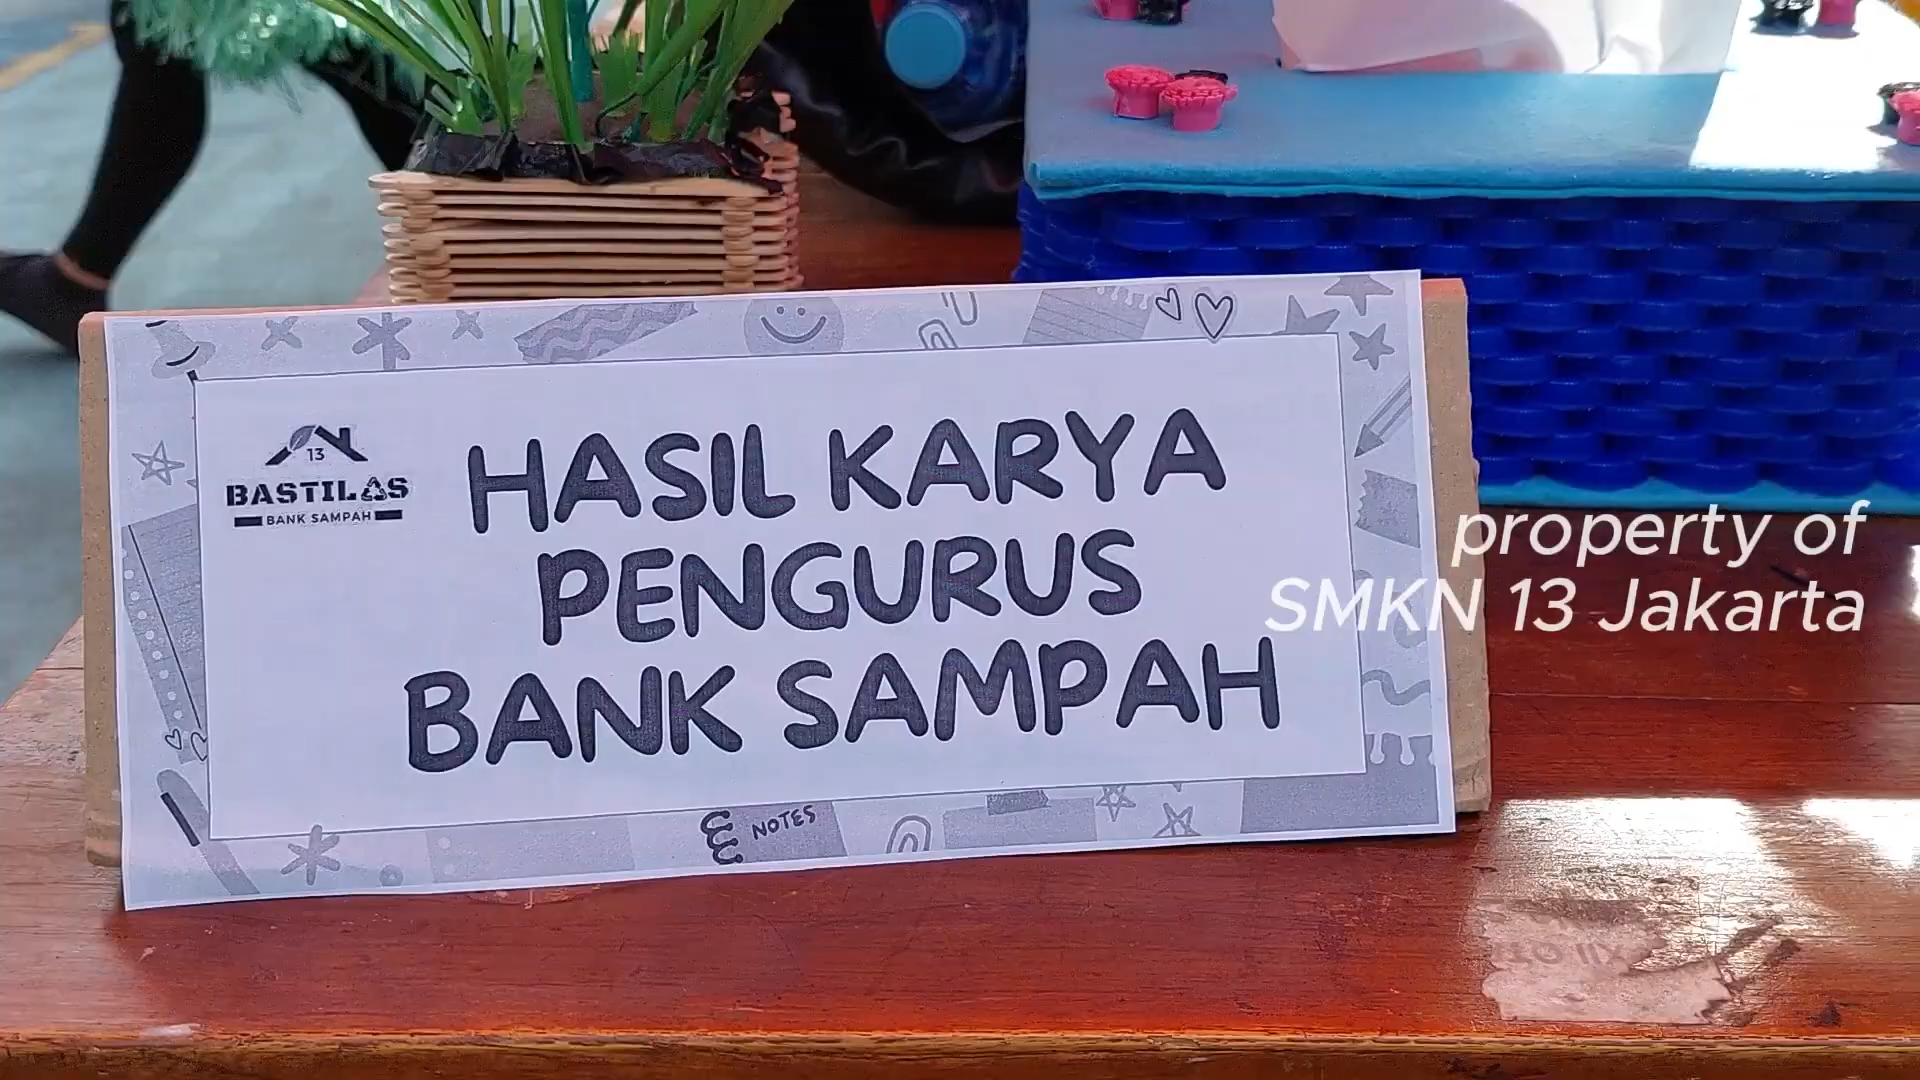 13
BASTILAS
BANK SAMPAH
HASIL KARYA
PENGURUS
BANK SAMPAH
NOTES
property of
SMKN 13 Jakarta